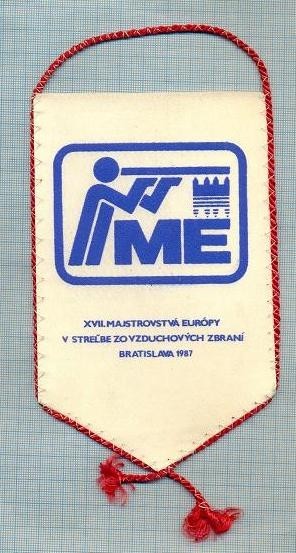 ME
XVII. MAJSTROVSTVÁ EURÓPY
V STREĽBE ZO VZDUCHOVÝCH ZBRANÍ
BRATISLAVA 1987